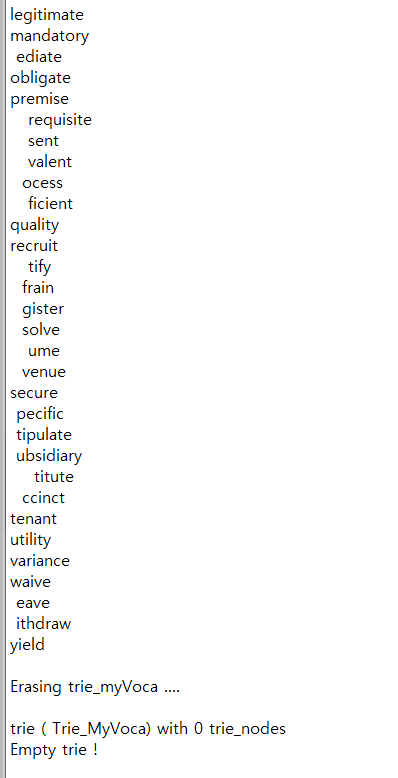 legitimate
mandatory
 ediate
obligate
premise
   requisite
   sent
   valent
  ocess
   ficient
quality
recruit
   tify
  frain
  gister
  solve
   ume
  venue
secure
 pecific
 tipulate
 ubsidiary
    titute
  ccinct
tenant
utility
variance
waive
 eave
 ithdraw
yield

Erasing trie_myVoca ....

trie ( Trie_MyVoca) with 0 trie_nodes
Empty trie !